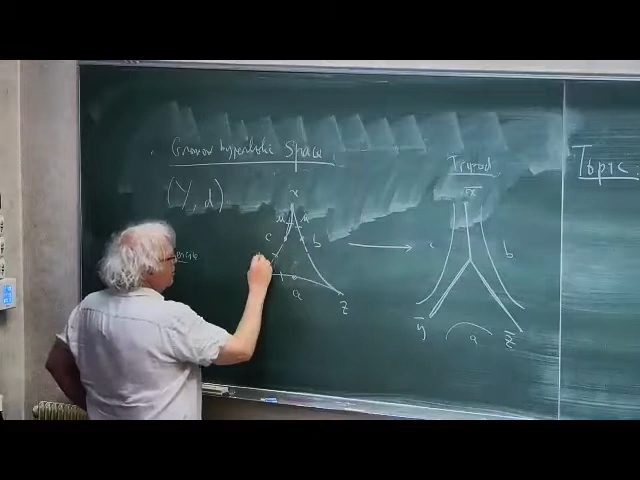 Gromov hyperbolic Space
(Y, d)
x
u u
c b
a
z
Tripod
x̄
c b
ȳ a z̄
Topic.